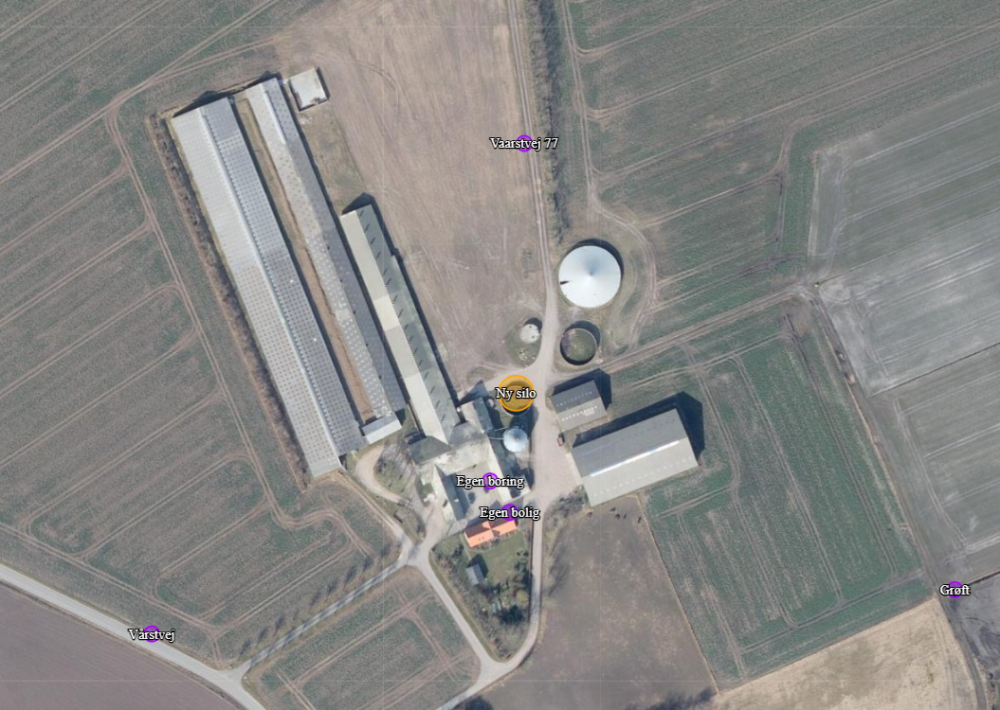 Vaarstvej 77
Ny silo
Egen boring
Egen bolig
Grøft
Vårstvej